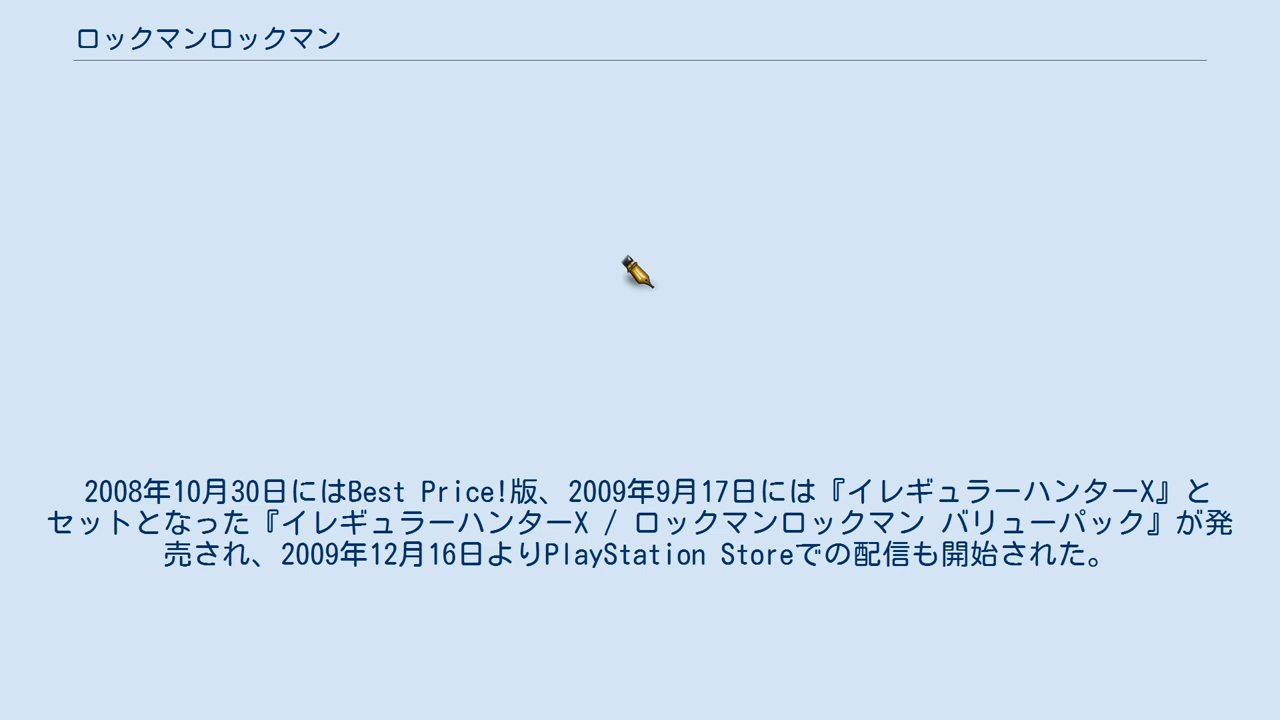 ロックマンロックマン
2008年10月30日にはBest Price!版、2009年9月17日には『イレギュラーハンターX』と
セットとなった『イレギュラーハンターX / ロックマンロックマン バリューパック』が発
売され、2009年12月16日よりPlayStation Storeでの配信も開始された。